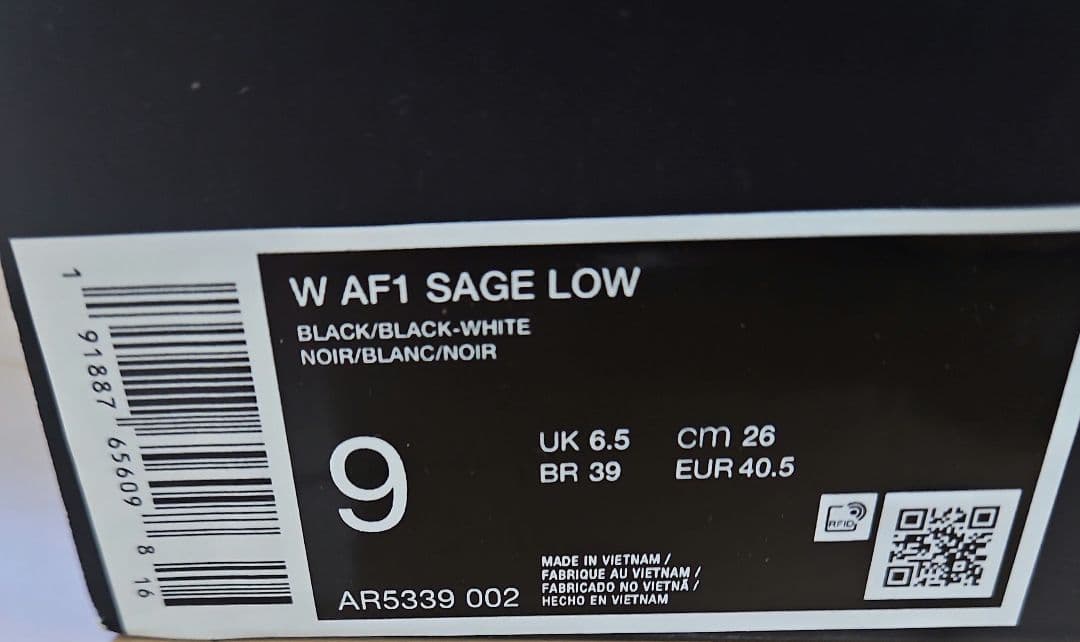 W AF1 SAGE LOW
BLACK/BLACK-WHITE
NOIR/BLANC/NOIR
9
UK 6.5 cm 26
BR 39 EUR 40.5
RFID
MADE IN VIETNAM /
FABRIQUE AU VIETNAM /
FABRICADO NO VIETNÃ /
HECHO EN VIETNAM
AR5339 002
1 91887 65609 8 16